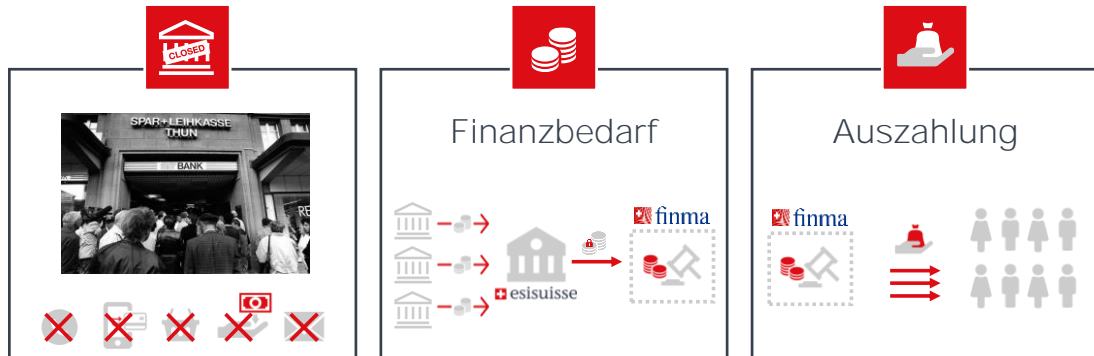 CLOSED
SPAR+LEIHKASSE
THUN
BANK
Finanzbedarf
finma
esisuisse
Auszahlung
finma